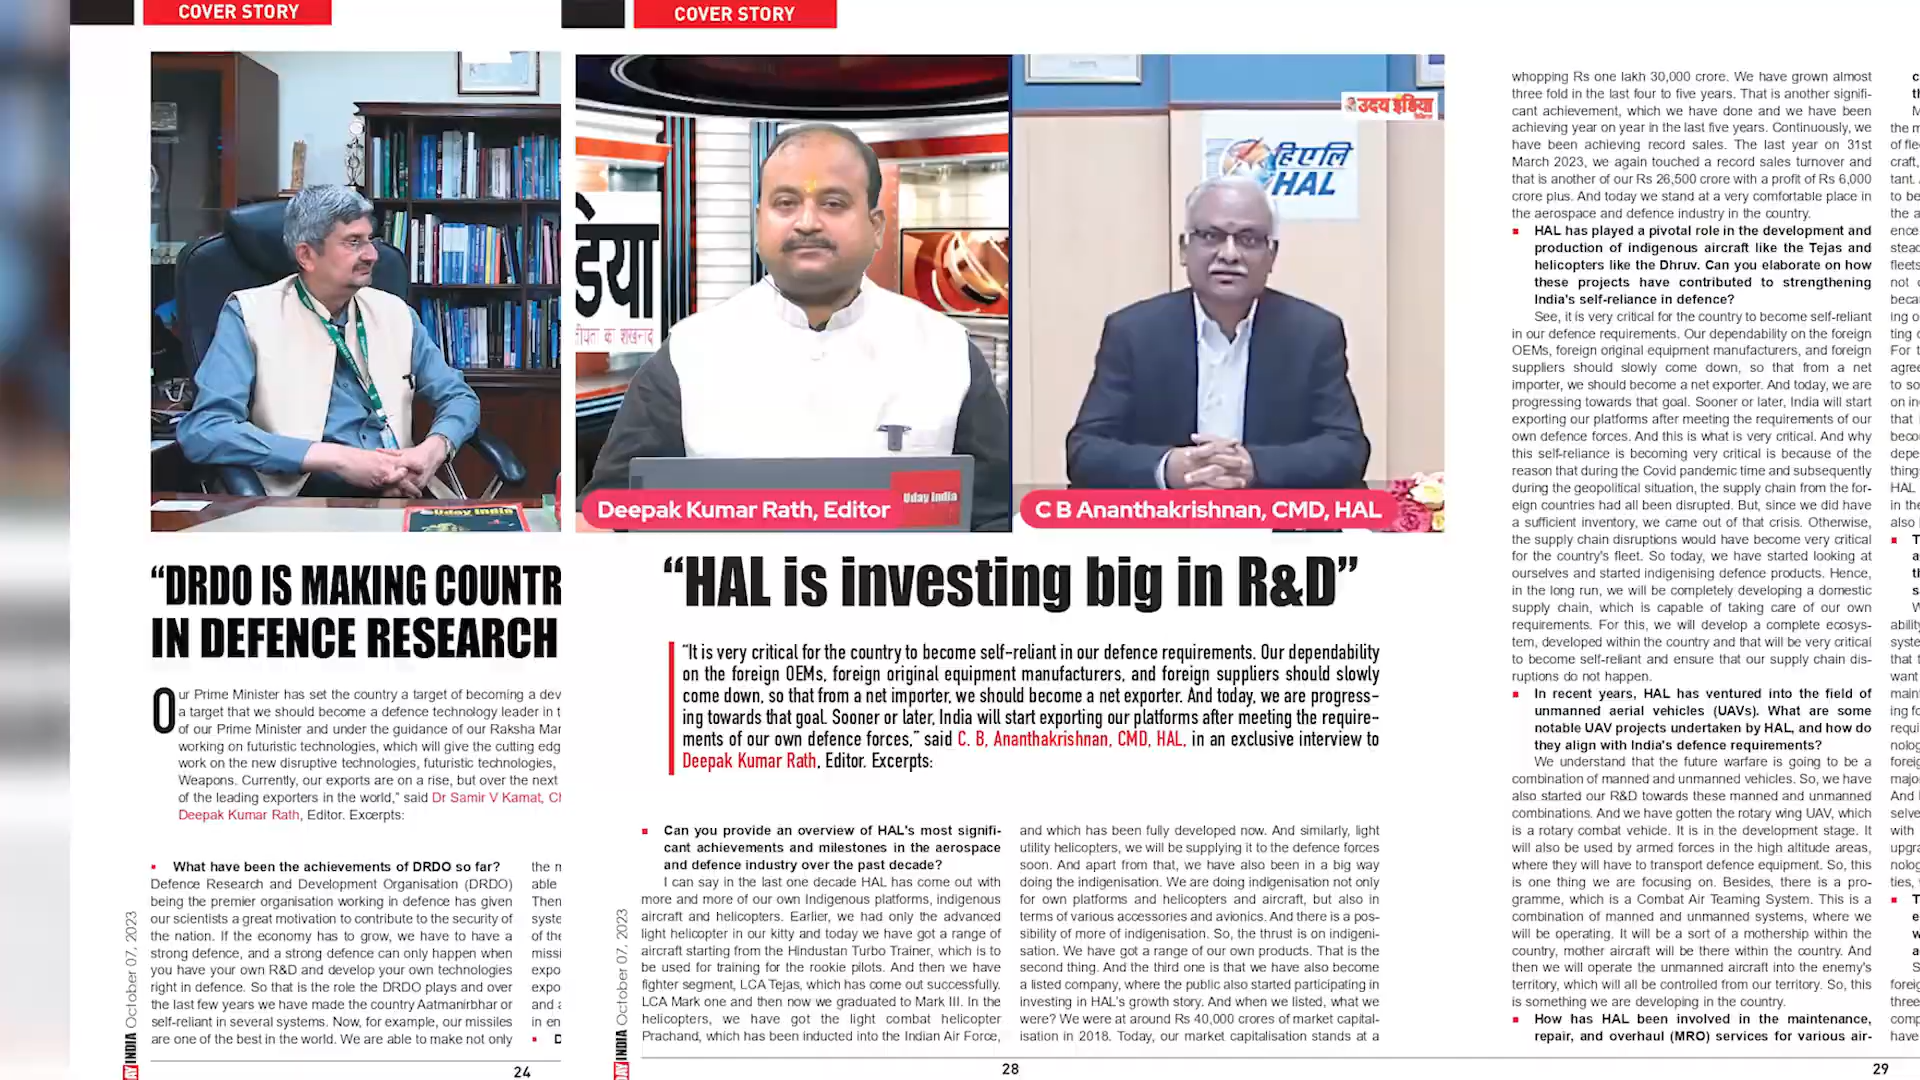 COVER STORY
Uday India
“DRDO IS MAKING COUNTR
IN DEFENCE RESEARCH
Our Prime Minister has set the country a target of becoming a dev
a target that we should become a defence technology leader in t
of our Prime Minister and under the guidance of our Raksha Man
working on futuristic technologies, which will give the cutting edg
work on the new disruptive technologies, futuristic technologies,
Weapons. Currently, our exports are on a rise, but over the next
of the leading exporters in the world,” said Dr Samir V Kamat, Ch
Deepak Kumar Rath, Editor. Excerpts:
What have been the achievements of DRDO so far?
Defence Research and Development Organisation (DRDO)
being the premier organisation working in defence has given
our scientists a great motivation to contribute to the security of
the nation. If the economy has to grow, we have to have a
strong defence, and a strong defence can only happen when
you have your own R&D and develop your own technologies
right in defence. So that is the role the DRDO plays and over
the last few years we have made the country Aatmanirbhar or
self-reliant in several systems. Now, for example, our missiles
are one of the best in the world. We are able to make not only
the m
able
Then
syste
of the
missi
expo
expo
and a
in en
INDIA October 07, 2023
24
COVER STORY
डिया
उदय इंडिया
हिएलि
HAL
Uday India
Deepak Kumar Rath, Editor
C B Ananthakrishnan, CMD, HAL
“HAL is investing big in R&D”
“It is very critical for the country to become self-reliant in our defence requirements. Our dependability
on the foreign OEMs, foreign original equipment manufacturers, and foreign suppliers should slowly
come down, so that from a net importer, we should become a net exporter. And today, we are progress-
ing towards that goal. Sooner or later, India will start exporting our platforms after meeting the require-
ments of our own defence forces,” said C. B, Ananthakrishnan, CMD, HAL, in an exclusive interview to
Deepak Kumar Rath, Editor. Excerpts:
Can you provide an overview of HAL's most signifi-
cant achievements and milestones in the aerospace
and defence industry over the past decade?
I can say in the last one decade HAL has come out with
more and more of our own Indigenous platforms, indigenous
aircraft and helicopters. Earlier, we had only the advanced
light helicopter in our kitty and today we have got a range of
aircraft starting from the Hindustan Turbo Trainer, which is to
be used for training for the rookie pilots. And then we have
fighter segment, LCA Tejas, which has come out successfully.
LCA Mark one and then now we graduated to Mark III. In the
helicopters, we have got the light combat helicopter
Prachand, which has been inducted into the Indian Air Force,
and which has been fully developed now. And similarly, light
utility helicopters, we will be supplying it to the defence forces
soon. And apart from that, we have also been in a big way
doing the indigenisation. We are doing indigenisation not only
for own platforms and helicopters and aircraft, but also in
terms of various accessories and avionics. And there is a pos-
sibility of more of indigenisation. So, the thrust is on indigeni-
sation. We have got a range of our own products. That is the
second thing. And the third one is that we have also become
a listed company, where the public also started participating in
investing in HAL's growth story. And when we listed, what we
were? We were at around Rs 40,000 crores of market capital-
isation in 2018. Today, our market capitalisation stands at a
INDIA October 07, 2023
28
whopping Rs one lakh 30,000 crore. We have grown almost
three fold in the last four to five years. That is another signifi-
cant achievement, which we have done and we have been
achieving year on year in the last five years. Continuously, we
have been achieving record sales. The last year on 31st
March 2023, we again touched a record sales turnover and
that is another of our Rs 26,500 crore with a profit of Rs 6,000
crore plus. And today we stand at a very comfortable place in
the aerospace and defence industry in the country.
HAL has played a pivotal role in the development and
production of indigenous aircraft like the Tejas and
helicopters like the Dhruv. Can you elaborate on how
these projects have contributed to strengthening
India's self-reliance in defence?
See, it is very critical for the country to become self-reliant
in our defence requirements. Our dependability on the foreign
OEMs, foreign original equipment manufacturers, and foreign
suppliers should slowly come down, so that from a net
importer, we should become a net exporter. And today, we are
progressing towards that goal. Sooner or later, India will start
exporting our platforms after meeting the requirements of our
own defence forces. And this is what is very critical. And why
this self-reliance is becoming very critical is because of the
reason that during the Covid pandemic time and subsequently
during the geopolitical situation, the supply chain from the for-
eign countries had all been disrupted. But, since we did have
a sufficient inventory, we came out of that crisis. Otherwise,
the supply chain disruptions would have become very critical
for the country's fleet. So today, we have started looking at
ourselves and started indigenising defence products. Hence,
in the long run, we will be completely developing a domestic
supply chain, which is capable of taking care of our own
requirements. For this, we will develop a complete ecosys-
tem, developed within the country and that will be very critical
to become self-reliant and ensure that our supply chain dis-
ruptions do not happen.
In recent years, HAL has ventured into the field of
unmanned aerial vehicles (UAVs). What are some
notable UAV projects undertaken by HAL, and how do
they align with India's defence requirements?
We understand that the future warfare is going to be a
combination of manned and unmanned vehicles. So, we have
also started our R&D towards these manned and unmanned
combinations. And we have gotten the rotary wing UAV, which
is a rotary combat vehicle. It is in the development stage. It
will also be used by armed forces in the high altitude areas,
where they will have to transport defence equipment. So, this
is one thing we are focusing on. Besides, there is a pro-
gramme, which is a Combat Air Teaming System. This is a
combination of manned and unmanned systems, where we
will be operating. It will be a sort of a mothership within the
country, mother aircraft will be there within the country. And
then we will operate the unmanned aircraft into the enemy's
territory, which will all be controlled from our territory. So, this
is something we are developing in the country.
How has HAL been involved in the maintenance,
repair, and overhaul (MRO) services for various air-
29